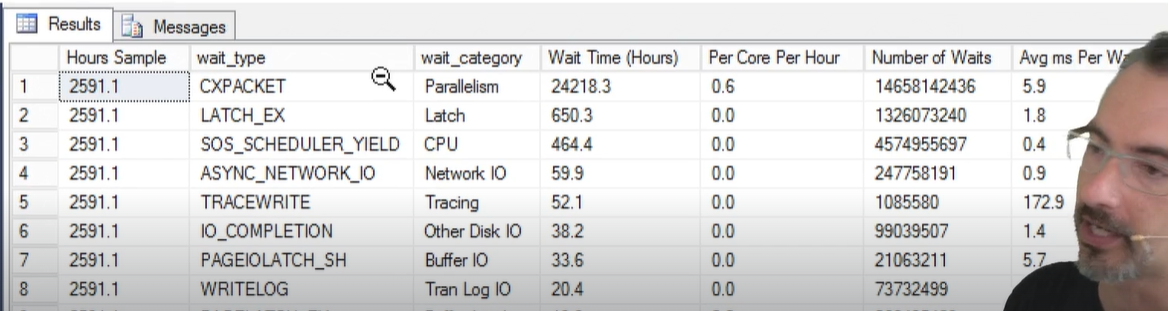 Results Messages
Hours Sample wait_type wait_category Wait Time (Hours) Per Core Per Hour Number of Waits Avg ms Per
1 2591.1 CXPACKET Parallelism 24218.3 0.6 14658142436 5.9
2 2591.1 LATCH_EX Latch 650.3 0.0 1326073240 1.8
3 2591.1 SOS_SCHEDULER_YIELD CPU 464.4 0.0 4574955697 0.4
4 2591.1 ASYNC_NETWORK_IO Network IO 59.9 0.0 247758191 0.9
5 2591.1 TRACEWRITE Tracing 52.1 0.0 1085580 172.9
6 2591.1 IO_COMPLETION Other Disk IO 38.2 0.0 99039507 1.4
7 2591.1 PAGEIOLATCH_SH Buffer IO 33.6 0.0 21063211 5.7
8 2591.1 WRITELOG Tran Log IO 20.4 0.0 73732499